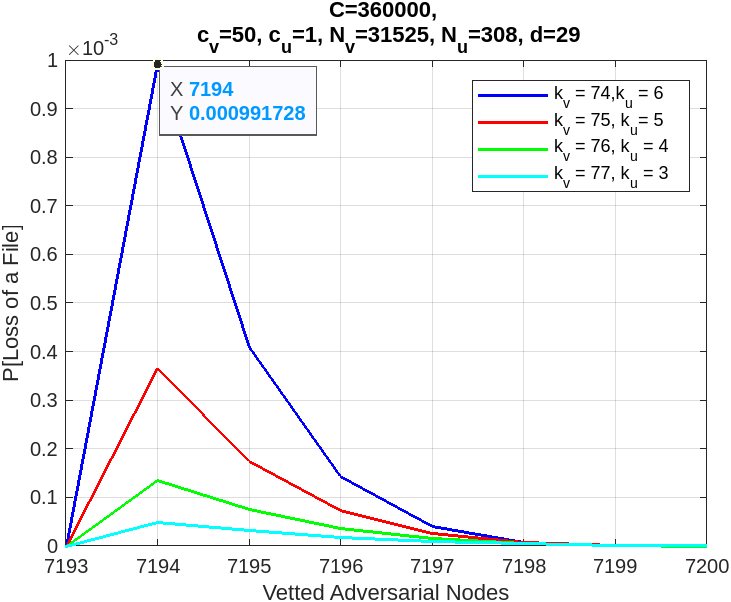 C=360000,
c_v=50, c_u=1, N_v=31525, N_u=308, d=29
×10^-3
1
0.9
0.8
0.7
0.6
0.5
0.4
0.3
0.2
0.1
0
P[Loss of a File]
X 7194
Y 0.000991728
k_v = 74,k_u = 6
k_v = 75, k_u= 5
k_v = 76, k_u = 4
k_v = 77, k_u = 3
7193 7194 7195 7196 7197 7198 7199 7200
Vetted Adversarial Nodes